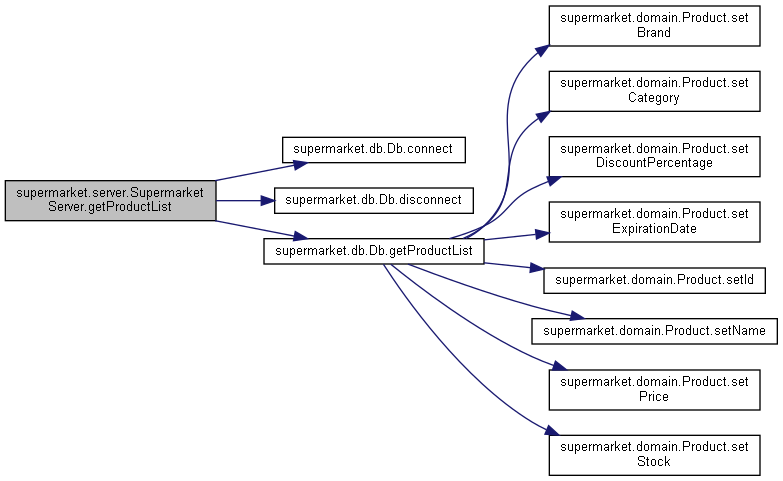 supermarket.domain.Product.set
Brand
supermarket.domain.Product.set
Category
supermarket.db.Db.connect
supermarket.domain.Product.set
DiscountPercentage
supermarket.server.Supermarket
Server.getProductList
supermarket.db.Db.disconnect
supermarket.domain.Product.set
ExpirationDate
supermarket.db.Db.getProductList
supermarket.domain.Product.setId
supermarket.domain.Product.setName
supermarket.domain.Product.set
Price
supermarket.domain.Product.set
Stock